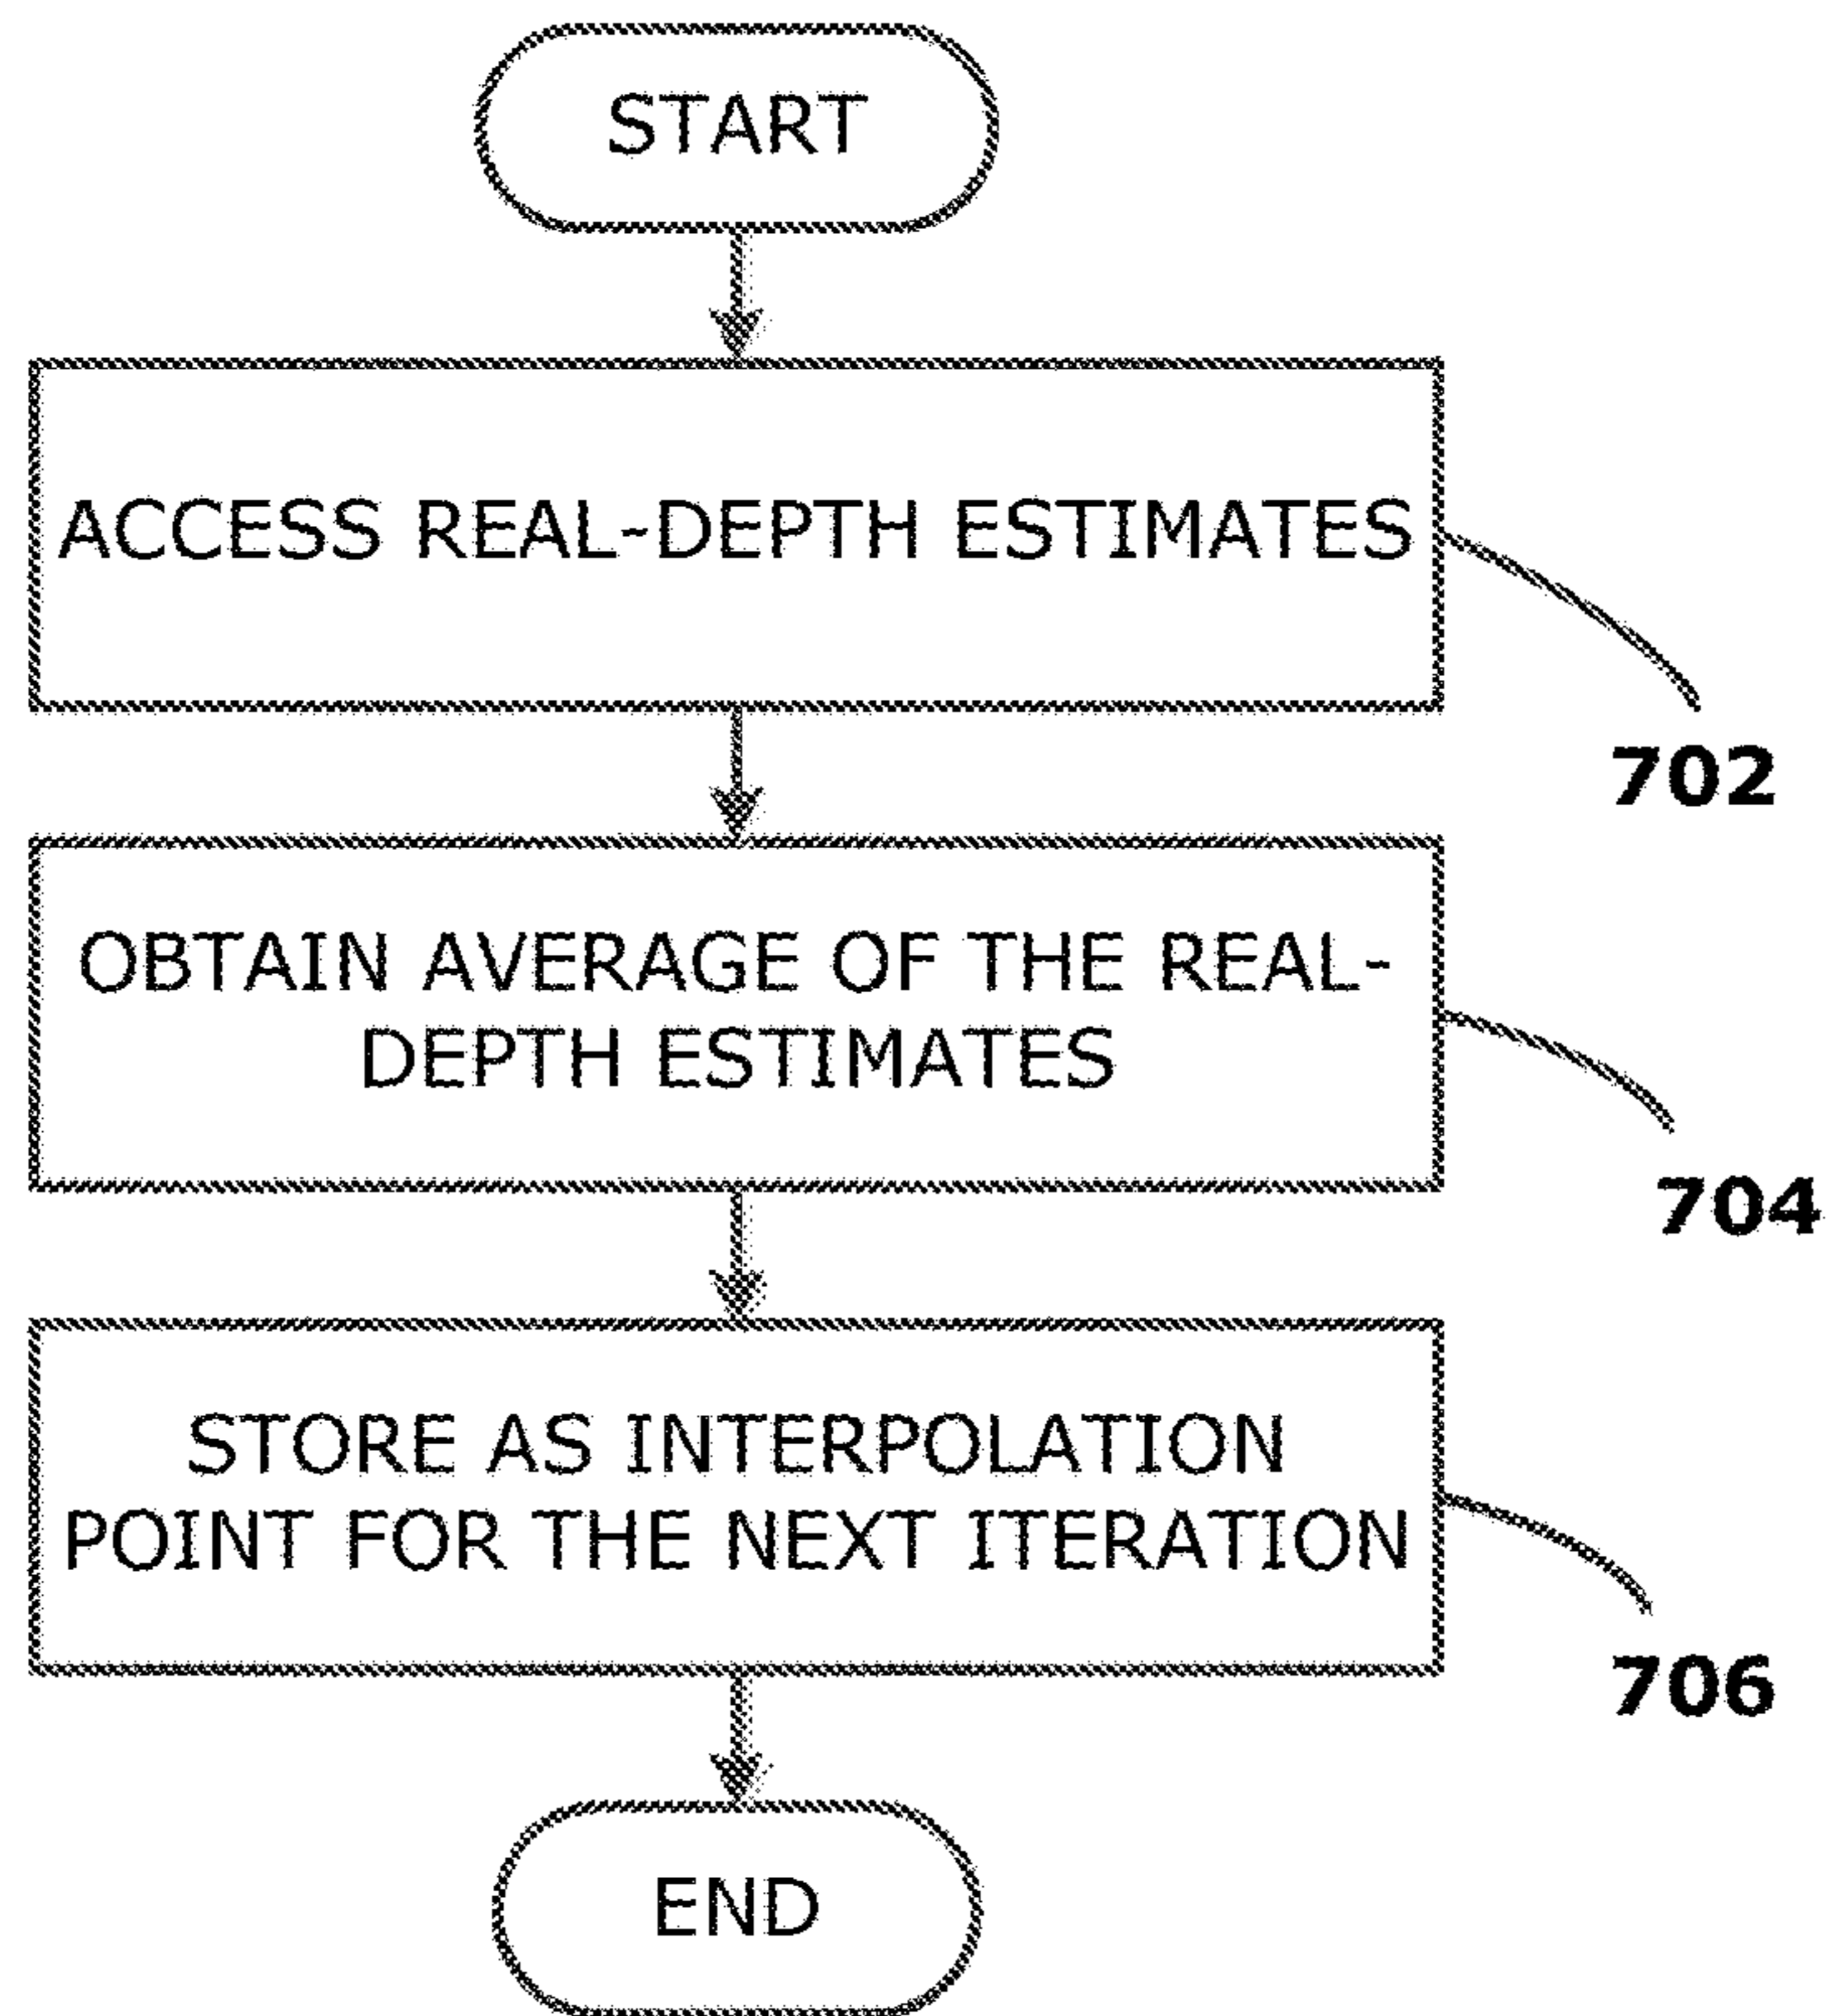 START
ACCESS REAL-DEPTH ESTIMATES
702
OBTAIN AVERAGE OF THE REAL-
DEPTH ESTIMATES
704
STORE AS INTERPOLATION
POINT FOR THE NEXT ITERATION
706
END